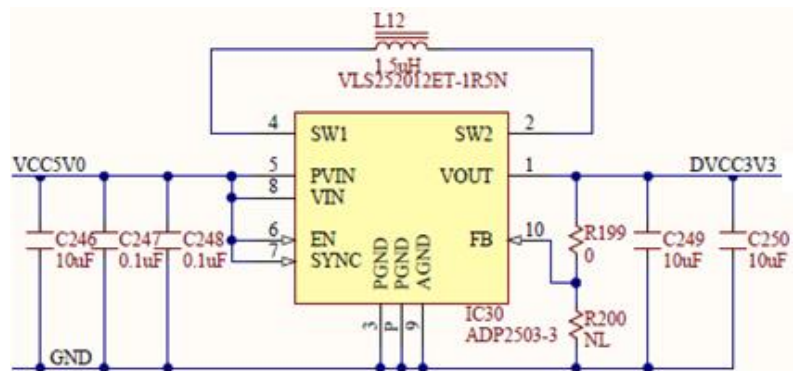 L12
1.5uH
VLS252012ET-1R5N
4 SW1 SW2 2
VCC5V0 5 PVIN VOUT 1 DVCC3V3
8 VIN
6 EN FB 10 R199 C249 C250
C246 C247 C248 7 SYNC 0 10uF 10uF
10uF 0.1uF 0.1uF
PGND PGND AGND
3 P 9
IC30 R200
ADP2503-3 NL
GND